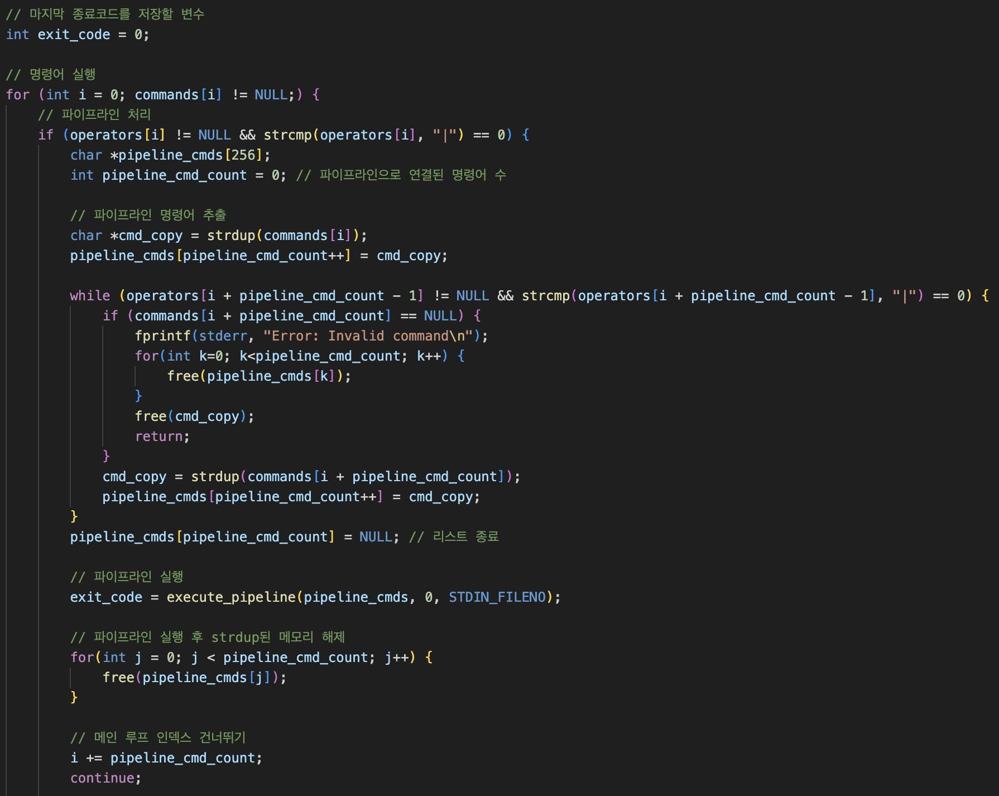 // 마지막 종료코드를 저장할 변수
int exit_code = 0;
// 명령어 실행
for (int i = 0; commands[i] != NULL;) {
// 파이프라인 처리
if (operators[i] != NULL && strcmp(operators[i], "|") == 0) {
char *pipeline_cmds[256];
int pipeline_cmd_count = 0; // 파이프라인으로 연결된 명령어 수
// 파이프라인 명령어 추출
char *cmd_copy = strdup(commands[i]);
pipeline_cmds[pipeline_cmd_count++] = cmd_copy;
while (operators[i + pipeline_cmd_count - 1] != NULL && strcmp(operators[i + pipeline_cmd_count - 1], "|") == 0) {
if (commands[i + pipeline_cmd_count] == NULL) {
fprintf(stderr, "Error: Invalid command\n");
for(int k=0; k<pipeline_cmd_count; k++) {
free(pipeline_cmds[k]);
}
free(cmd_copy);
return;
}
cmd_copy = strdup(commands[i + pipeline_cmd_count]);
pipeline_cmds[pipeline_cmd_count++] = cmd_copy;
}
pipeline_cmds[pipeline_cmd_count] = NULL; // 리스트 종료
// 파이프라인 실행
exit_code = execute_pipeline(pipeline_cmds, 0, STDIN_FILENO);
// 파이프라인 실행 후 strdup된 메모리 해제
for(int j = 0; j < pipeline_cmd_count; j++) {
free(pipeline_cmds[j]);
}
// 메인 루프 인덱스 건너뛰기
i += pipeline_cmd_count;
continue;